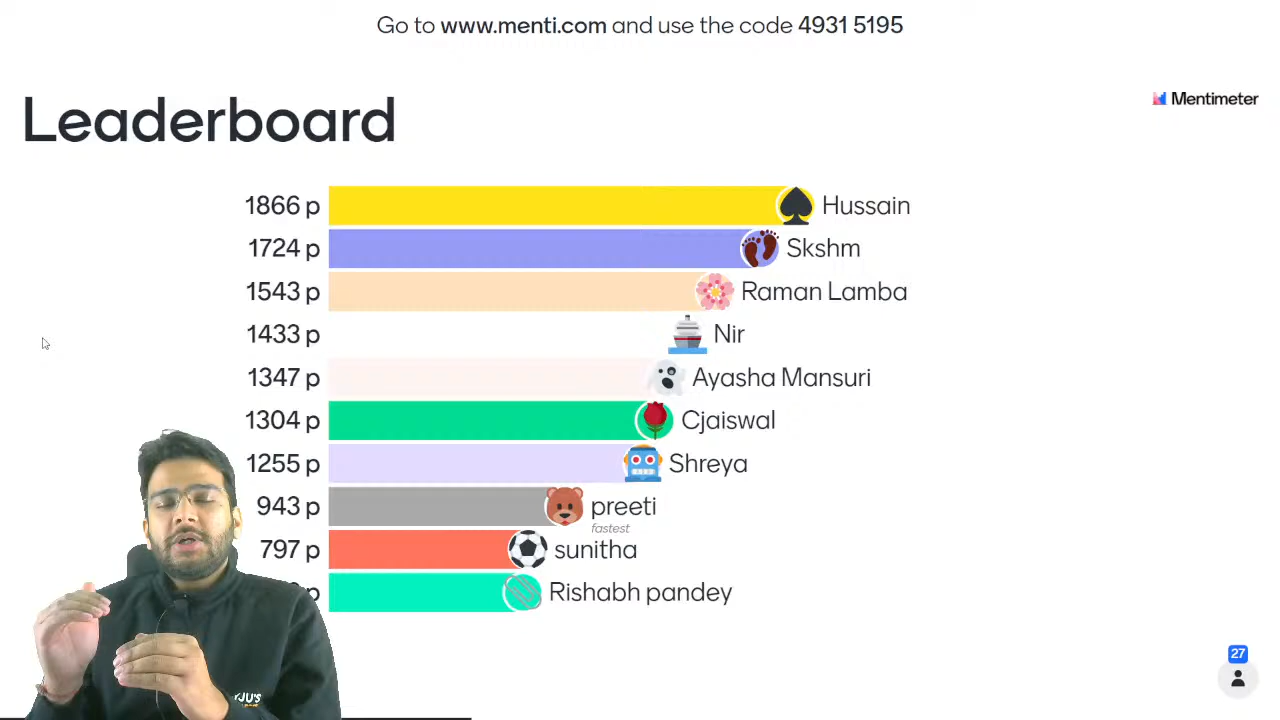 Go to www.menti.com and use the code 4931 5195
Leaderboard
Mentimeter
1866 p Hussain
1724 p Skshm
1543 p Raman Lamba
1433 p Nir
1347 p Ayasha Mansuri
1304 p Cjaiswal
1255 p Shreya
943 p preeti
fastest
797 p sunitha
p Rishabh pandey
27